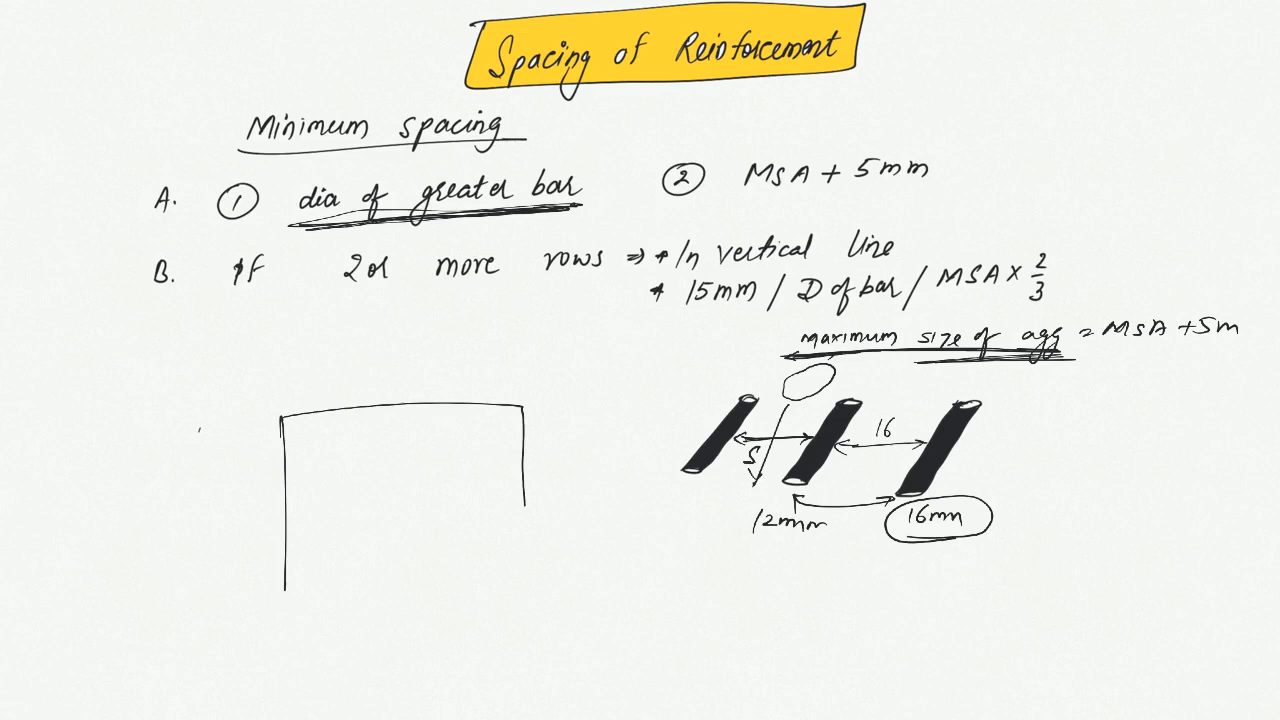 Spacing of Reinforcement
Minimum spacing
A. ① dia of greater bar ② MSA + 5mm
B. If 2 or more rows ⇒ * In vertical line
* 15mm / D of bar / MSA × 2/3
maximum size of agg = MSA + 5m
S 16
12mm 16mm